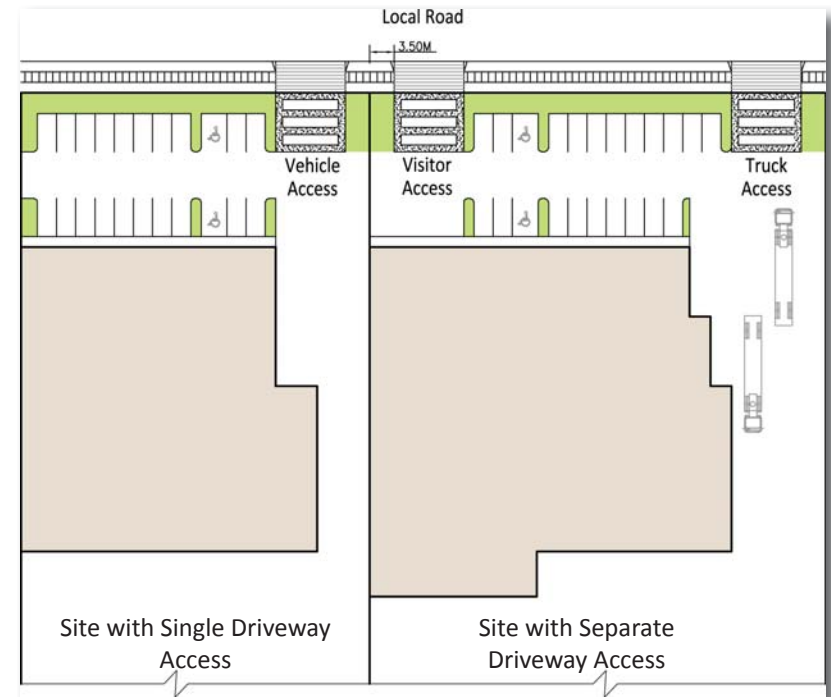 Local Road
3.50M
Vehicle
Access
Visitor
Access
Truck
Access
Site with Single Driveway
Access
Site with Separate
Driveway Access